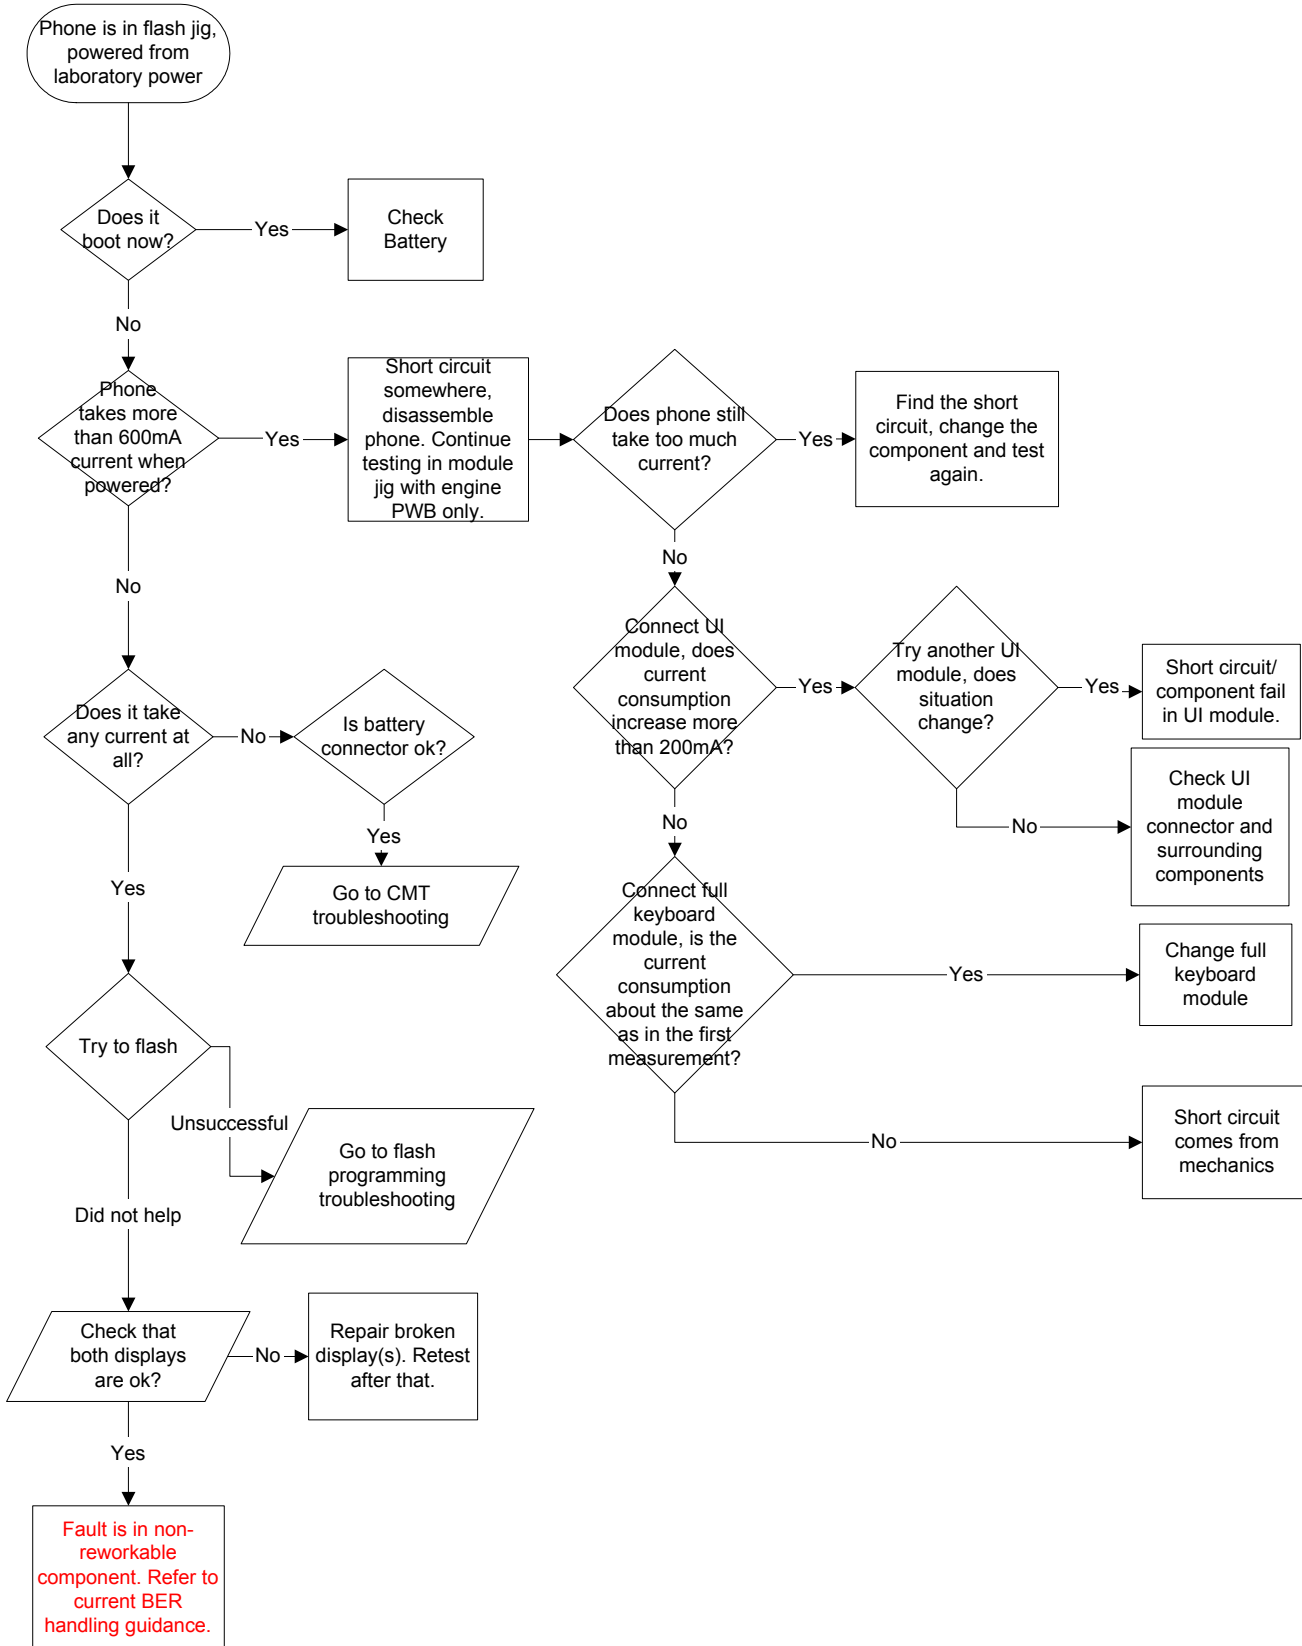 Phone is in flash jig,
powered from
laboratory power
Does it
boot now?
Yes
Check
Battery
No
Phone
takes more
than 600mA
current when
powered?
Yes
Short circuit
somewhere,
disassemble
phone. Continue
testing in module
jig with engine
PWB only.
Does phone still
take too much
current?
Yes
Find the short
circuit, change the
component and test
again.
No
No
Connect UI
module, does
current
consumption
increase more
than 200mA?
Yes
Try another UI
module, does
situation
change?
Yes
Short circuit/
component fail
in UI module.
No
Check UI
module
connector and
surrounding
components
Does it take
any current at
all?
No
Is battery
connector ok?
Yes
Go to CMT
troubleshooting
No
Connect full
keyboard
module, is the
current
consumption
about the same
as in the first
measurement?
Yes
Change full
keyboard
module
No
Short circuit
comes from
mechanics
Yes
Try to flash
Unsuccessful
Go to flash
programming
troubleshooting
Did not help
Check that
both displays
are ok?
No
Repair broken
display(s). Retest
after that.
Yes
Fault is in non-
reworkable
component. Refer to
current BER
handling guidance.